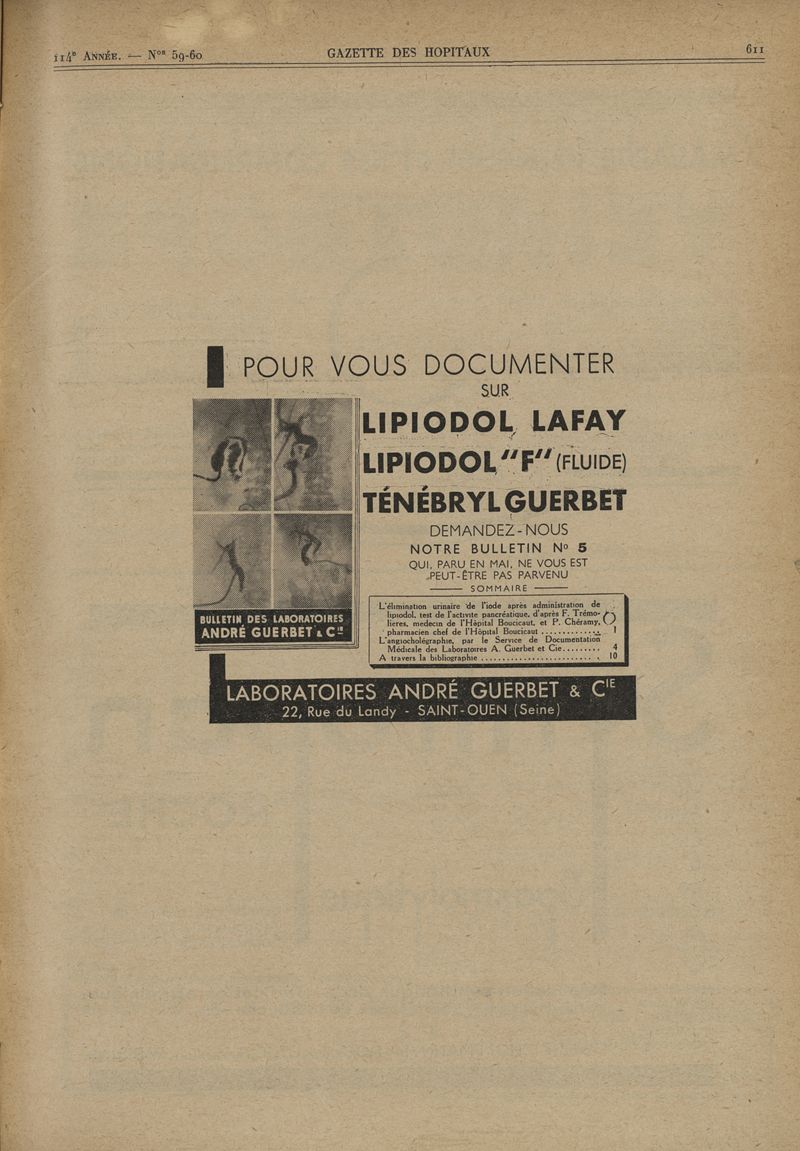 114e ANNÉE. — Nos 59-60
GAZETTE DES HOPITAUX
611
POUR VOUS DOCUMENTER
SUR
LIPIODOL LAFAY
LIPIODOL "F" (FLUIDE)
TÉNÉBRYL GUERBET
DEMANDEZ-NOUS
NOTRE BULLETIN No 5
QUI, PARU EN MAI, NE VOUS EST
PEUT-ÊTRE PAS PARVENU
SOMMAIRE
L'élimination urinaire de l'iode après administration de
lipiodol, test de l'activité pancréatique, d'après F. Trémo-
lières, medecin de l'Hôpital Boucicaut, et P. Chéramy,
pharmacien chef de l'Hôpital Boucicaut .............. 1
L'angiocholégraphie, par le Service de Documentation
Médicale des Laboratoires A. Guerbet et Cie......... 4
A travers la bibliographie .......................... 10
BULLETIN DES LABORATOIRES
ANDRÉ GUERBET & CIE
LABORATOIRES ANDRÉ GUERBET & CIE
22, Rue du Landy - SAINT-OUEN (Seine)